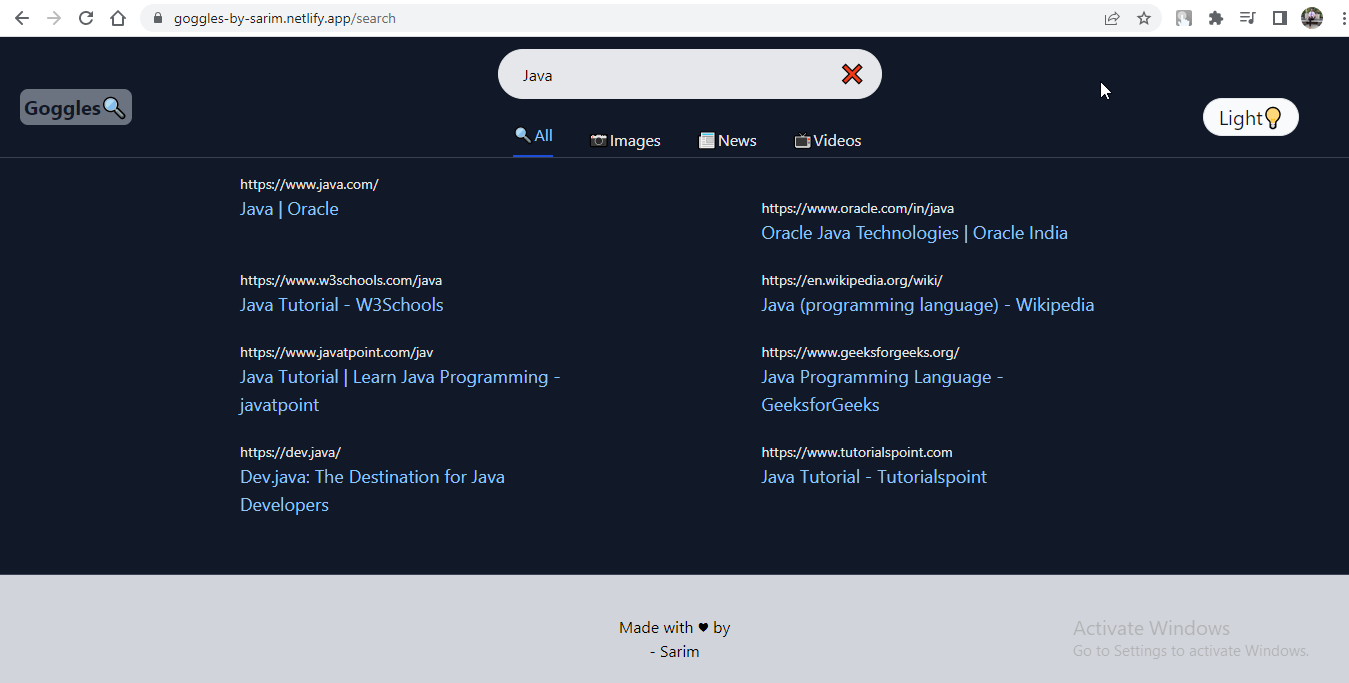 goggles-by-sarim.netlify.app/search
Java
Goggles
Light
All
Images
News
Videos
https://www.java.com/
Java | Oracle
https://www.oracle.com/in/java
Oracle Java Technologies | Oracle India
https://www.w3schools.com/java
Java Tutorial - W3Schools
https://en.wikipedia.org/wiki/
Java (programming language) - Wikipedia
https://www.javatpoint.com/jav
Java Tutorial | Learn Java Programming -
javatpoint
https://www.geeksforgeeks.org/
Java Programming Language -
GeeksforGeeks
https://dev.java/
Dev.java: The Destination for Java
Developers
https://www.tutorialspoint.com
Java Tutorial - Tutorialspoint
Made with ♥ by
- Sarim
Activate Windows
Go to Settings to activate Windows.